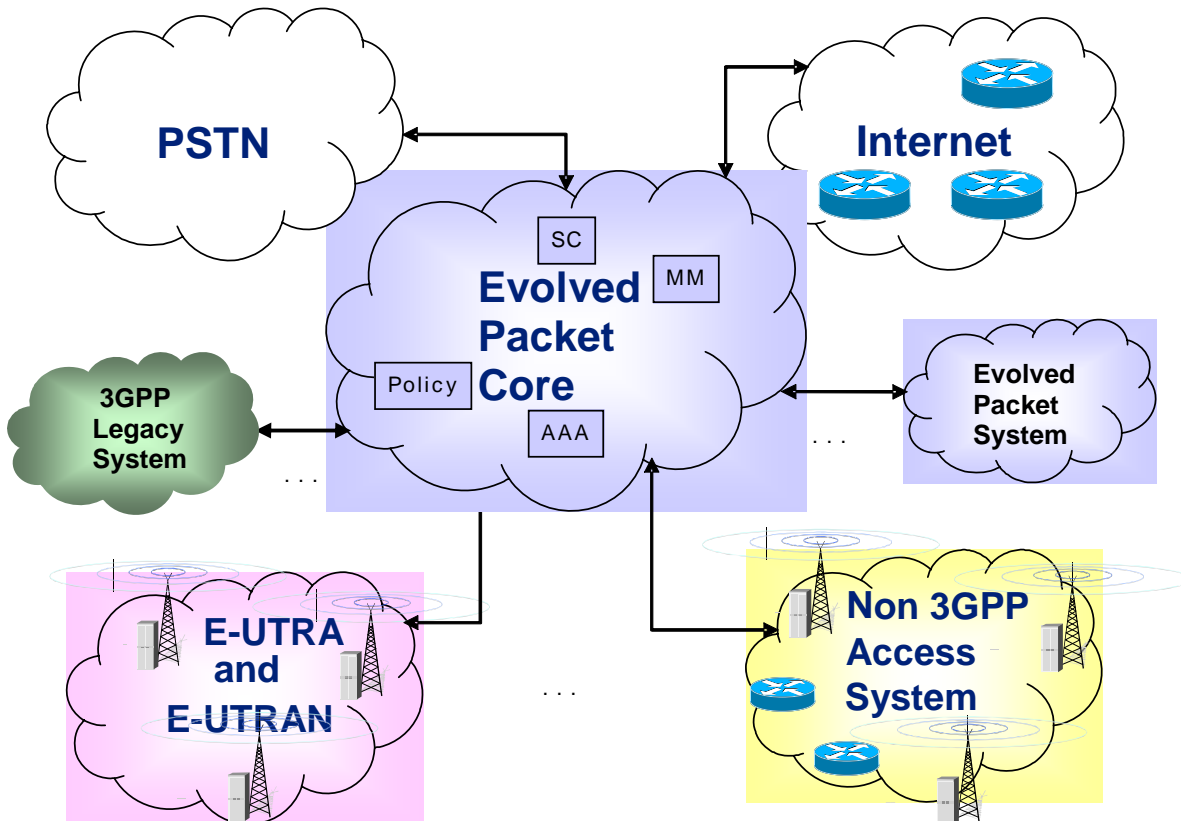 PSTN
Internet
SC
MM
Evolved
Packet
Core
Policy
AAA
3GPP
Legacy
System
Evolved
Packet
System
. . .
. . .
E-UTRA
and
E-UTRAN
. . .
Non 3GPP
Access
System